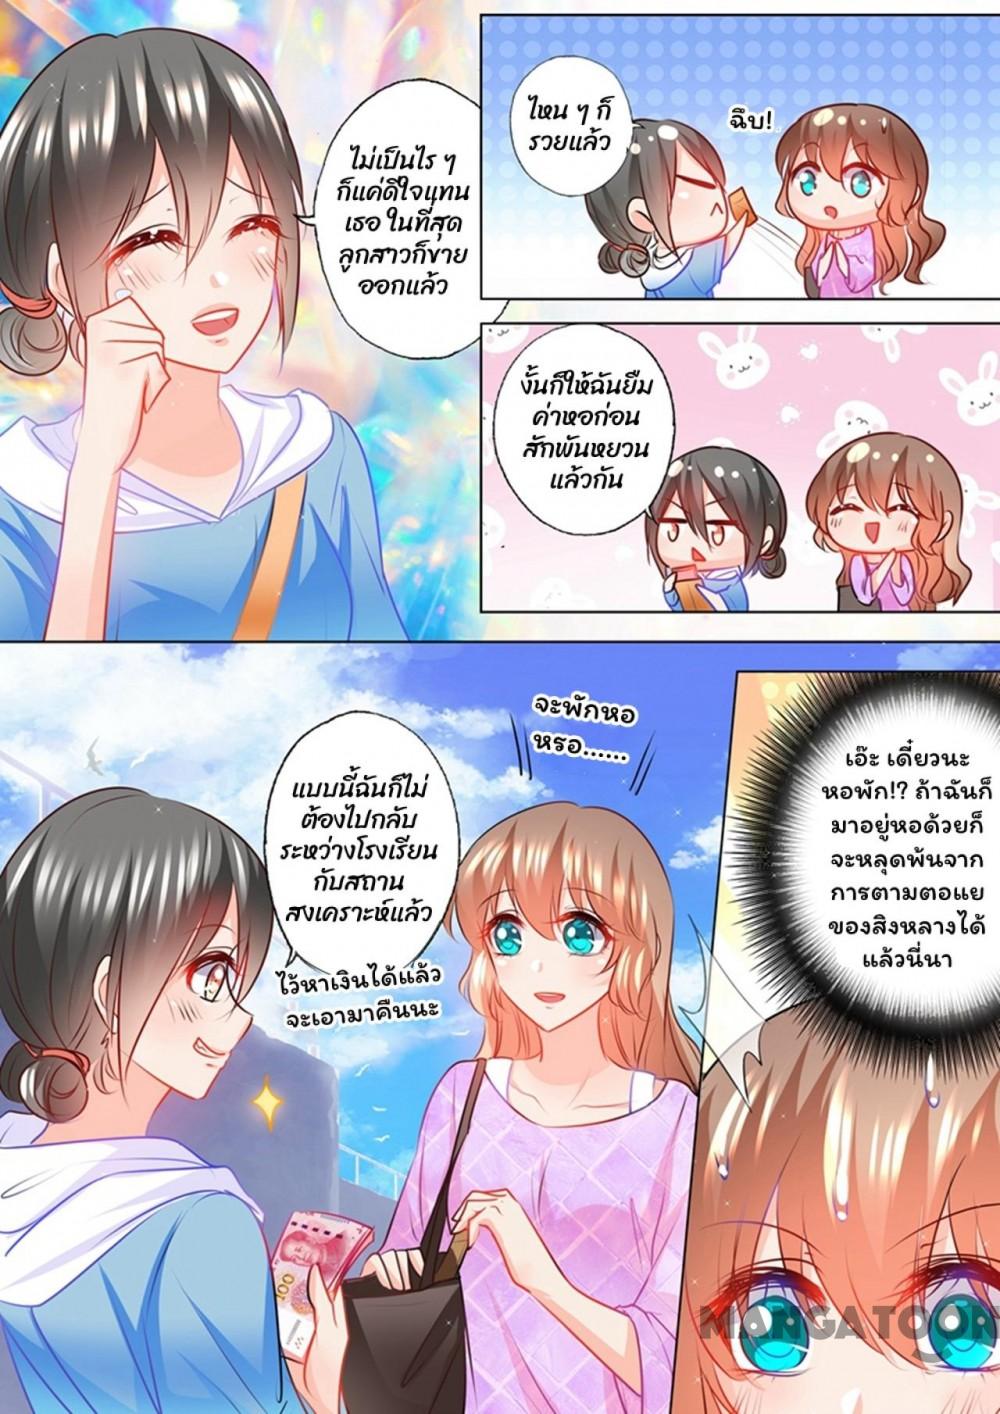 ไม่เป็นไร ๆ
ก็แค่ดีใจแทน
เธอ ในที่สุด
ลูกสาวก็ขาย
ออกแล้ว
ไหน ๆ ก็
รวยแล้ว
ฉึบ!
งั้นก็ให้ฉันยืม
ค่าหอก่อน
สักพันหยวน
แล้วกัน
จะพักหอ
หรอ......
แบบนี้ฉันก็ไม่
ต้องไปกลับ
ระหว่างโรงเรียน
กับสถาน
สงเคราะห์แล้ว
ไว้หาเงินได้แล้ว
จะเอามาคืนนะ
100
เอ๊ะ เดี๋ยวนะ
หอพัก!? ถ้าฉันก็
มาอยู่หอด้วยก็
จะหลุดพ้นจาก
การตามตอแย
ของสิงหลางได้
แล้วนี่นา
MANGATOON